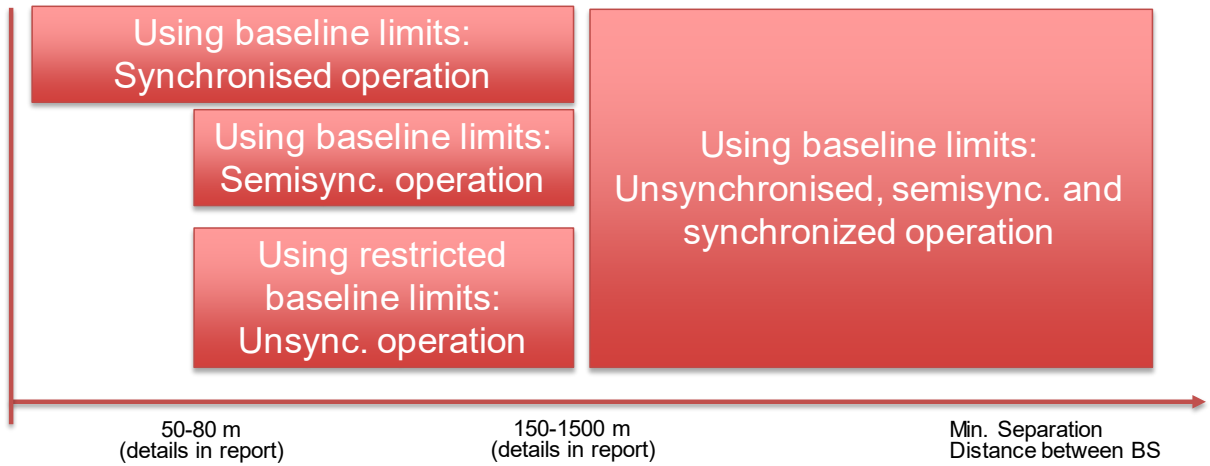 Using baseline limits:
Synchronised operation
Using baseline limits:
Semisync. operation
Using restricted
baseline limits:
Unsync. operation
Using baseline limits:
Unsynchronised, semisync. and
synchronized operation
50-80 m
(details in report)
150-1500 m
(details in report)
Min. Separation
Distance between BS